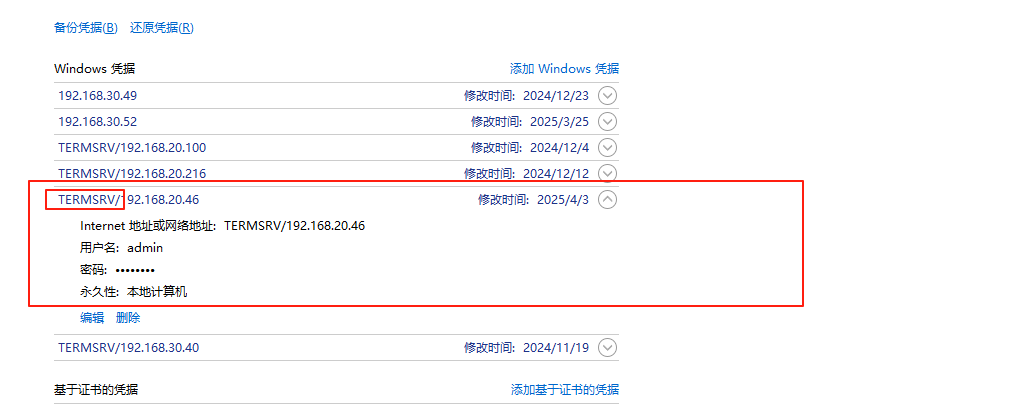 备份凭据(B) 还原凭据(R)
Windows 凭据 添加 Windows 凭据
192.168.30.49 修改时间: 2024/12/23
192.168.30.52 修改时间: 2025/3/25
TERMSRV/192.168.20.100 修改时间: 2024/12/4
TERMSRV/192.168.20.216 修改时间: 2024/12/12
TERMSRV/192.168.20.46 修改时间: 2025/4/3
Internet 地址或网络地址: TERMSRV/192.168.20.46
用户名: admin
密码: ••••••••
永久性: 本地计算机
编辑 删除
TERMSRV/192.168.30.40 修改时间: 2024/11/19
基于证书的凭据 添加基于证书的凭据